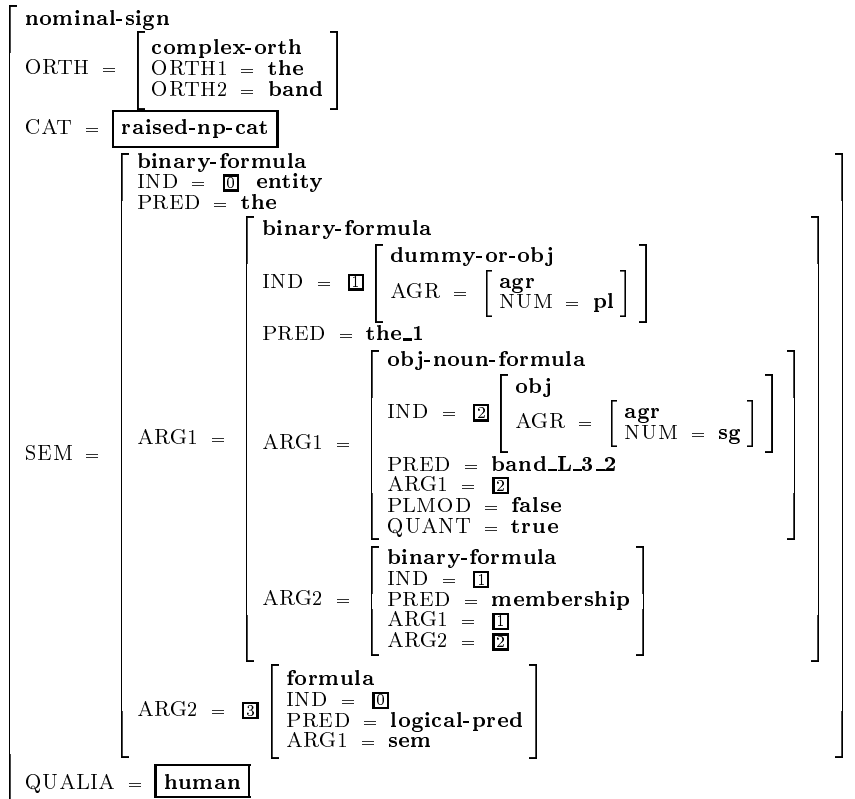 nominal-sign
ORTH = complex-orth
ORTH1 = the
ORTH2 = band
CAT = raised-np-cat
SEM = binary-formula
IND = 0 entity
PRED = the
ARG1 = binary-formula
IND = 1 dummy-or-obj
AGR = agr
NUM = pl
PRED = the_1
ARG1 = obj-noun-formula
IND = 2 obj
AGR = agr
NUM = sg
PRED = band_L_3_2
ARG1 = 2
PLMOD = false
QUANT = true
ARG2 = binary-formula
IND = 1
PRED = membership
ARG1 = 1
ARG2 = 2
ARG2 = 3 formula
IND = 0
PRED = logical-pred
ARG1 = sem
QUALIA = human